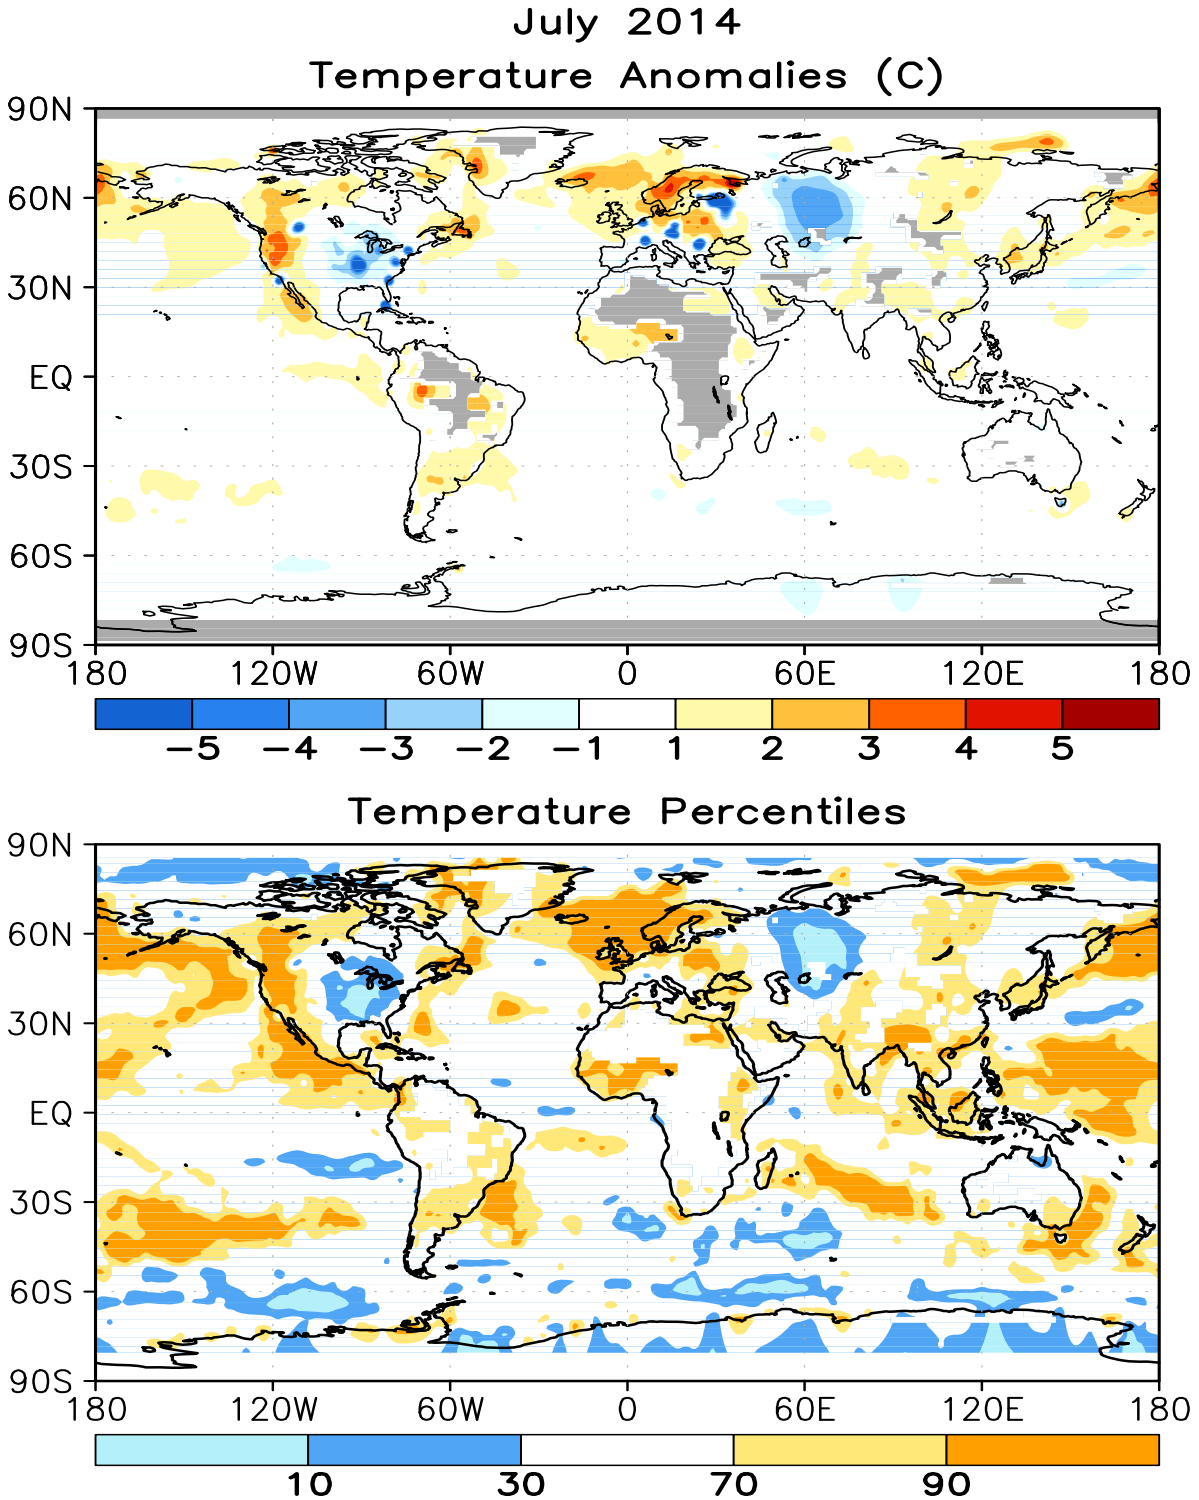 July 2014
Temperature Anomalies (C)
90N
60N
30N
EQ
30S
60S
90S
180 120W 60W 0 60E 120E 180
−5 −4 −3 −2 −1 1 2 3 4 5
Temperature Percentiles
90N
60N
30N
EQ
30S
60S
90S
180 120W 60W 0 60E 120E 180
10 30 70 90